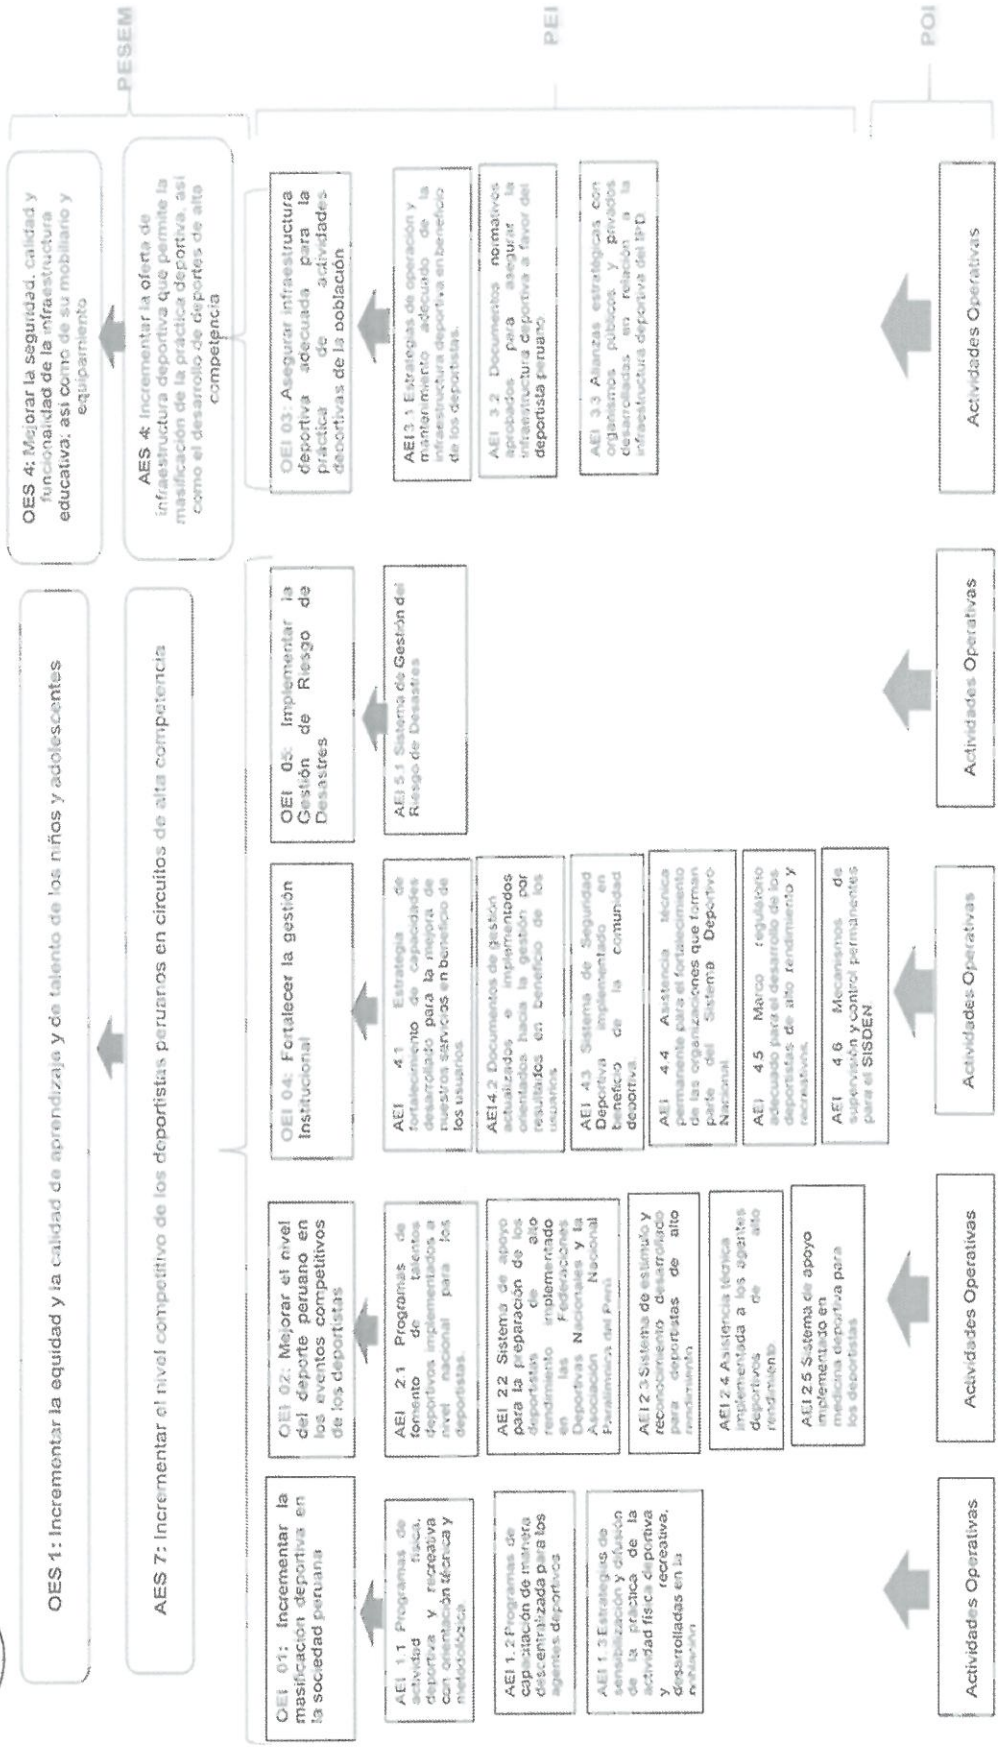 OES 1: Incrementar la equidad y la calidad de aprendizaje y de talento de los niños y adolescentes
OES 4: Mejorar la seguridad, calidad y
funcionalidad de la infraestructura
educativa; así como de su mobiliario y
equipamiento
PESEM
AES 7: Incrementar el nivel competitivo de los deportistas peruanos en circuitos de alta competencia
AES 4: Incrementar la oferta de
infraestructura deportiva que permite la
masificación de la práctica deportiva, así
como el desarrollo de deportes de alta
competencia
OEI 01: Incrementar la
masificación deportiva en
la sociedad peruana
AEI 1.1 Programas de
actividad física,
deportiva y recreativa
con orientación técnica y
metodológica
AEI 1.2 Programas de
capacitación de manera
descentralizada para los
agentes deportivos
AEI 1.3 Estrategias de
sensibilización y difusión
de la práctica de la
actividad física, deportiva
y recreativa,
desarrolladas en la
población
Actividades Operativas
OEI 02: Mejorar el nivel
del deporte peruano en
los eventos competitivos
de los deportistas
AEI 2.1 Programas de
fomento de talentos
deportivos implementados a
nivel nacional para los
deportistas.
AEI 2.2 Sistema de apoyo
para la preparación de los
deportistas de alto
rendimiento implementado
en las Federaciones
Deportivas Nacionales y la
Asociación Nacional
Paralímpica del Perú
AEI 2.3 Sistema de estímulo y
reconocimiento desarrollado
para deportistas de alto
rendimiento
AEI 2.4 Asistencia técnica
implementada a los agentes
deportivos de alto
rendimiento
AEI 2.5 Sistema de apoyo
implementado en
medicina deportiva para
los deportistas
Actividades Operativas
OEI 04: Fortalecer la gestión
Institucional
AEI 4.1 Estrategia de
fortalecimiento de capacidades
desarrollado para la mejora de
nuestros servicios en beneficio de
los usuarios
AEI 4.2 Documentos de gestión
actualizados e implementados
orientados hacia la gestión por
resultados en beneficio de los
usuarios
AEI 4.3 Sistema de Seguridad
Deportiva implementado en
beneficio de la comunidad
deportiva.
AEI 4.4 Asistencia técnica
permanente para el fortalecimiento
de las organizaciones que forman
parte del Sistema Deportivo
Nacional
AEI 4.5 Marco regulatorio
adecuado para el desarrollo de los
deportistas de alto rendimiento y
recreativos.
AEI 4.6 Mecanismos de
supervisión y control permanentes
para el SISDEN
Actividades Operativas
OEI 05: Implementar la
Gestión de Riesgo de
Desastres
AEI 5.1 Sistema de Gestión del
Riesgo de Desastres
Actividades Operativas
OEI 03: Asegurar infraestructura
deportiva adecuada para la
práctica de actividades
deportivas de la población
AEI 3.1 Estrategias de operación y
mantenimiento adecuado de la
infraestructura deportiva en beneficio
de los deportistas.
AEI 3.2 Documentos normativos
aprobados para asegurar la
infraestructura deportiva a favor del
deportista peruano
AEI 3.3 Alianzas estratégicas con
organismos públicos y privados
desarrolladas en relación a la
infraestructura deportiva del IPD
Actividades Operativas
PEI
POI